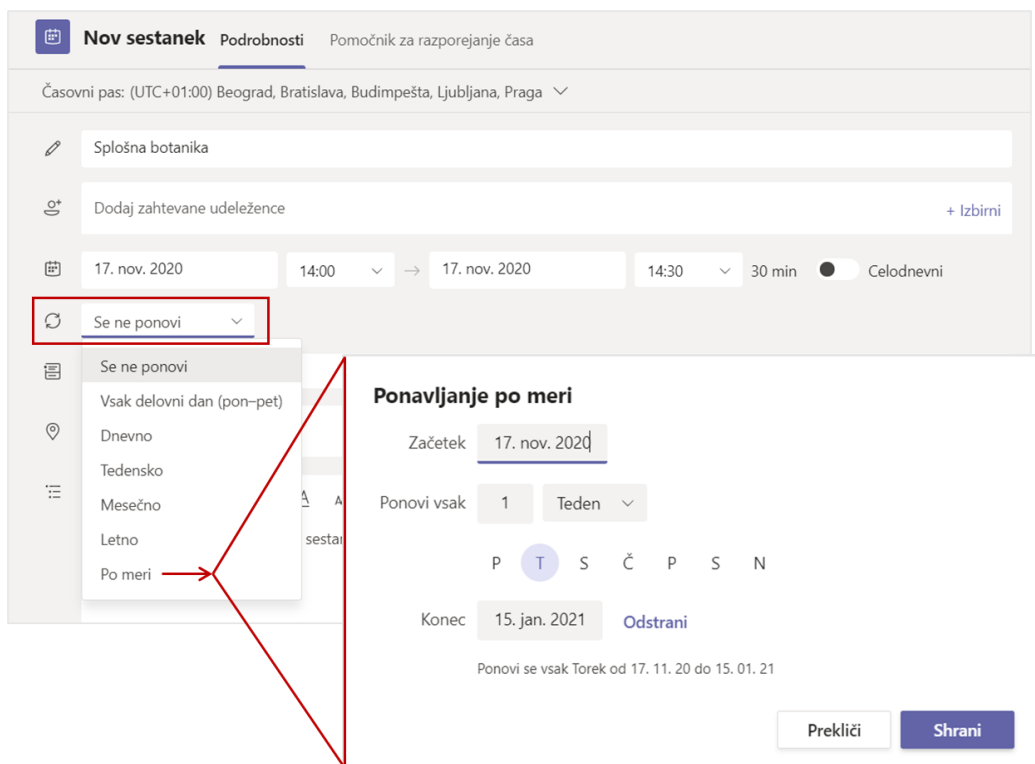 Nov sestanek Podrobnosti Pomočnik za razporejanje časa
Časovni pas: (UTC+01:00) Beograd, Bratislava, Budimpešta, Ljubljana, Praga
Splošna botanika
Dodaj zahtevane udeležence + Izbirni
17. nov. 2020 14:00 → 17. nov. 2020 14:30 30 min Celodnevni
Se ne ponovi
Se ne ponovi
Vsak delovni dan (pon–pet)
Dnevno
Tedensko
Mesečno
Letno
Po meri
Ponavljanje po meri
Začetek 17. nov. 2020
Ponovi vsak 1 Teden
P T S Č P S N
Konec 15. jan. 2021 Odstrani
Ponovi se vsak Torek od 17. 11. 20 do 15. 01. 21
Prekliči Shrani